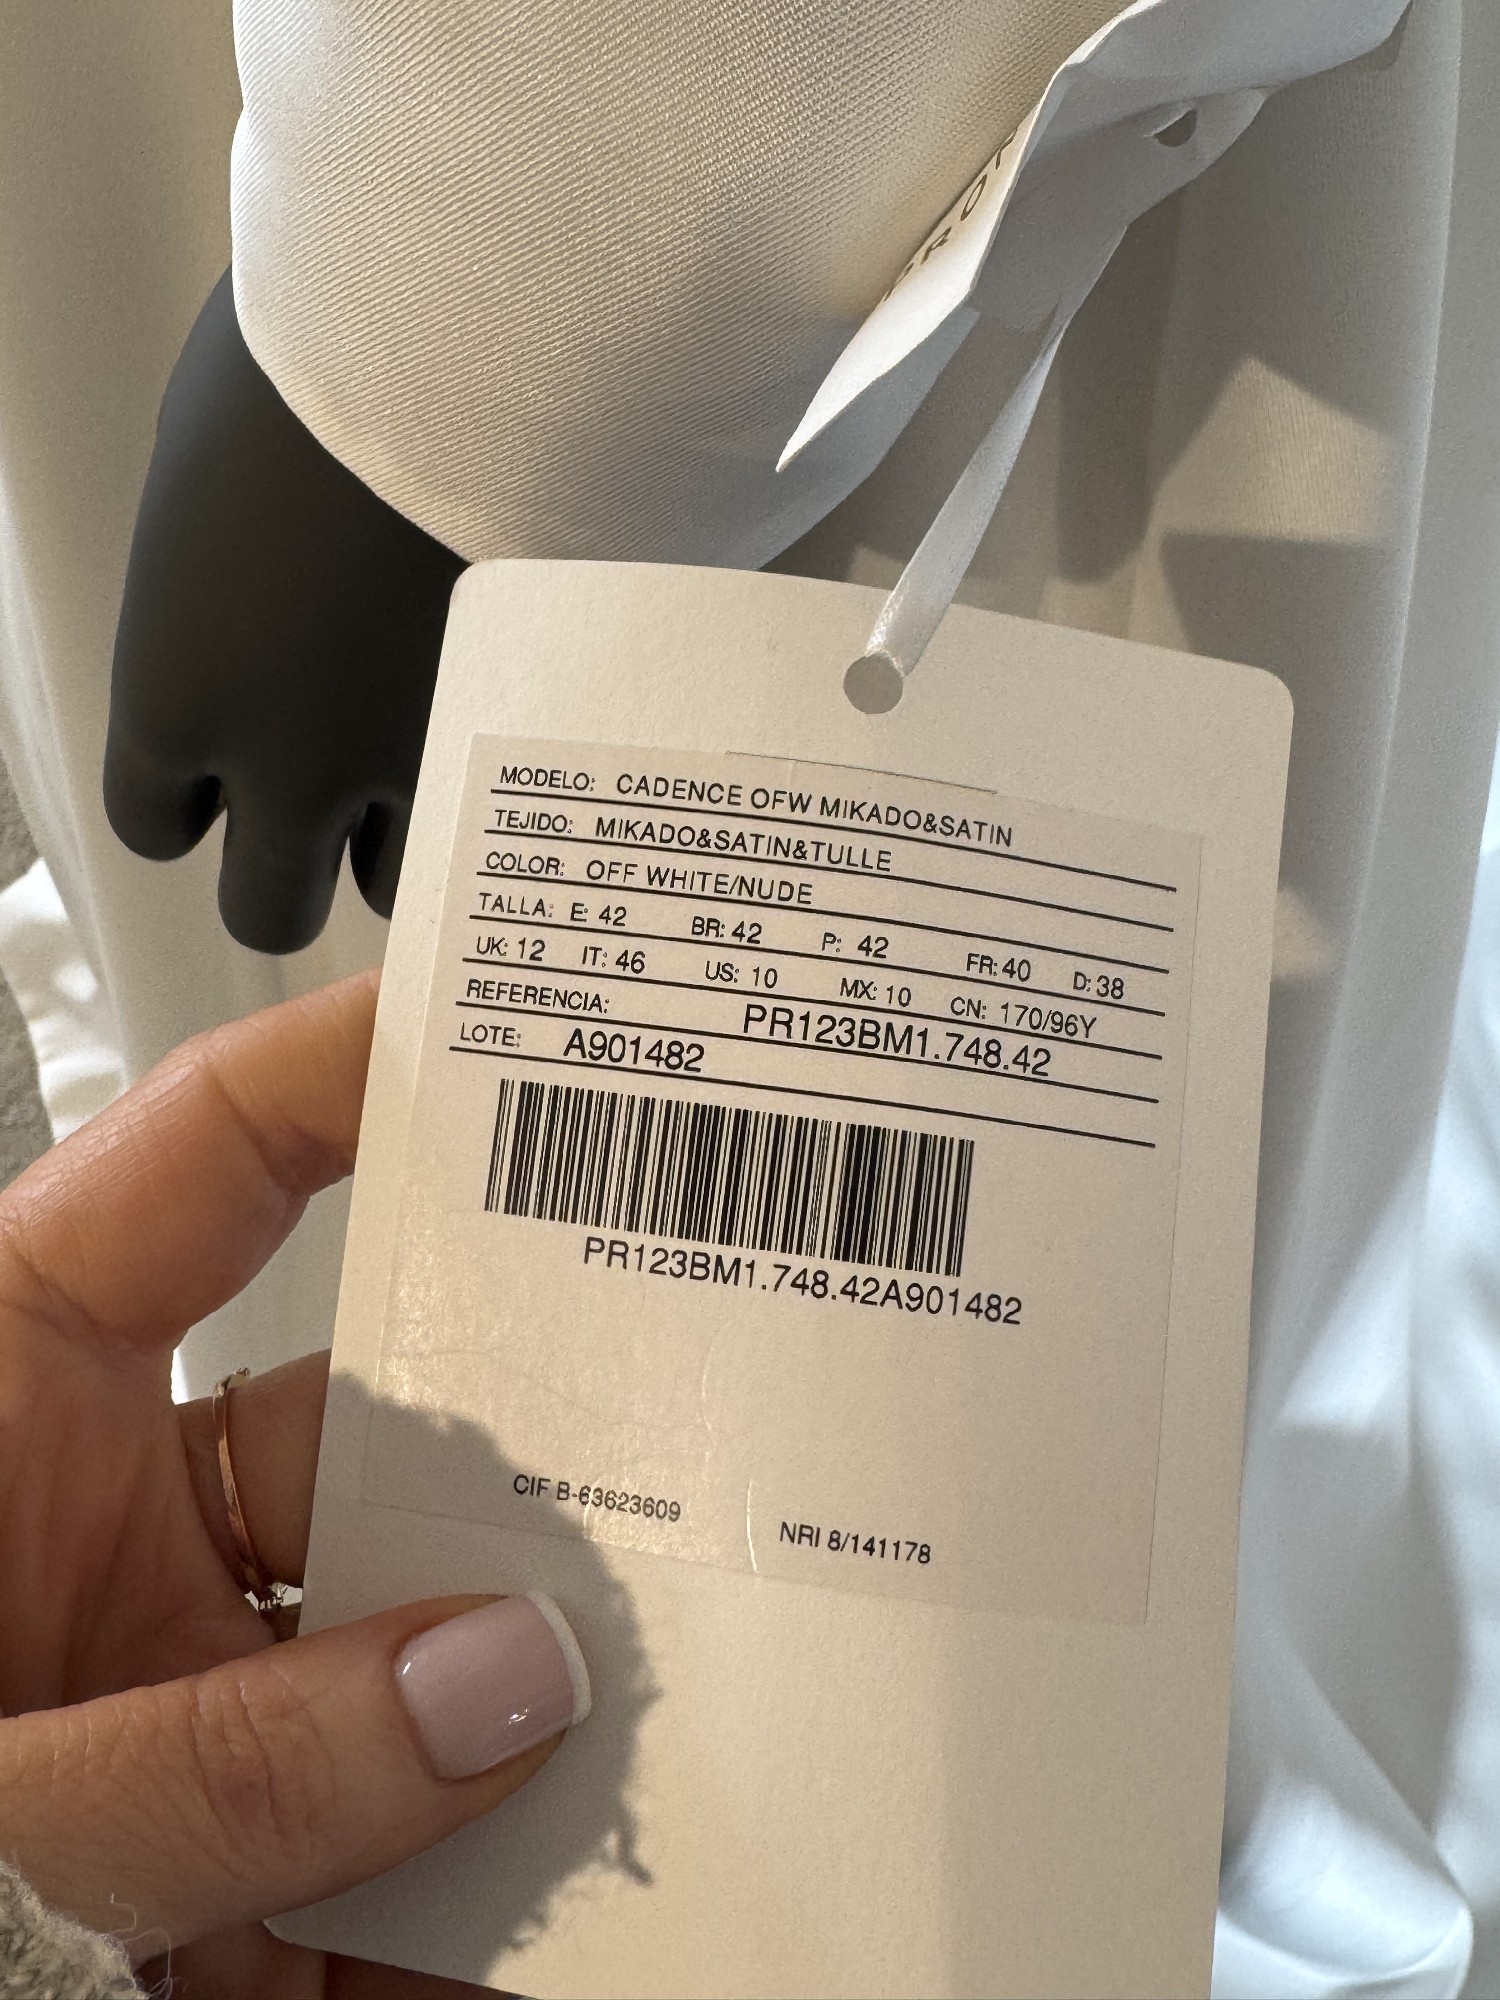 MODELO: CADENCE OFW MIKADO&SATIN
TEJIDO: MIKADO&SATIN&TULLE
COLOR: OFF WHITE/NUDE
TALLA: E: 42 BR: 42 P: 42 FR: 40 D: 38
UK: 12 IT: 46 US: 10 MX: 10 CN: 170/96Y
REFERENCIA: PR123BM1.748.42
LOTE: A901482
PR123BM1.748.42A901482
CIF B-63623609 NRI 8/141178